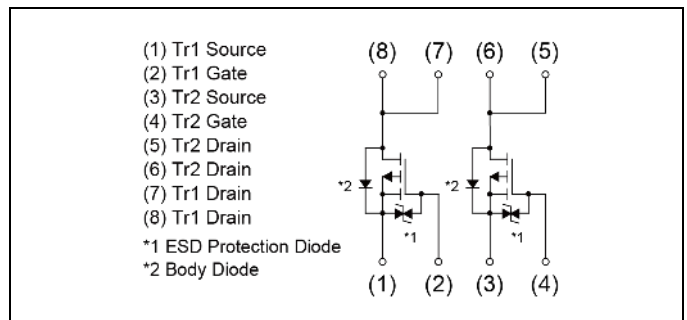 (1) Tr1 Source
(2) Tr1 Gate
(3) Tr2 Source
(4) Tr2 Gate
(5) Tr2 Drain
(6) Tr2 Drain
(7) Tr1 Drain
(8) Tr1 Drain
*1 ESD Protection Diode
*2 Body Diode
(8) (7) (6) (5)
*2 *2
*1 *1
(1) (2) (3) (4)